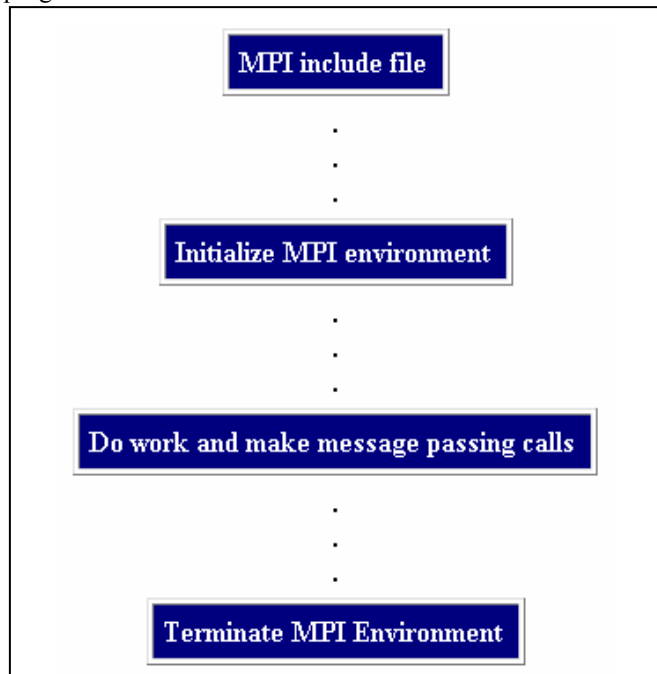 MPI include file
.
.
.
Initialize MPI environment
.
.
.
Do work and make message passing calls
.
.
.
Terminate MPI Environment